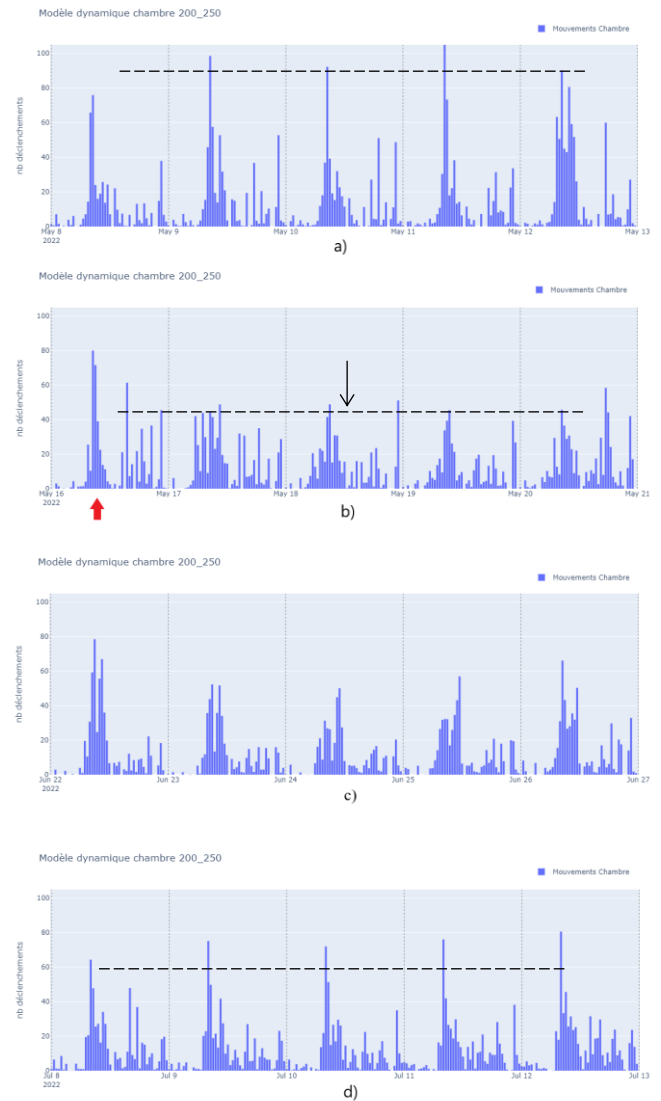 Modèle dynamique chambre 200_250
Mouvements Chambre
nb déclenchements
100
80
60
40
20
0
May 8 May 9 May 10 May 11 May 12 May 13
2022
a)
Modèle dynamique chambre 200_250
Mouvements Chambre
nb déclenchements
100
80
60
40
20
0
May 16 May 17 May 18 May 19 May 20 May 21
2022
b)
Modèle dynamique chambre 200_250
Mouvements Chambre
nb déclenchements
100
80
60
40
20
0
Jun 22 Jun 23 Jun 24 Jun 25 Jun 26 Jun 27
2022
c)
Modèle dynamique chambre 200_250
Mouvements Chambre
nb déclenchements
100
80
60
40
20
0
Jul 8 Jul 9 Jul 10 Jul 11 Jul 12 Jul 13
2022
d)